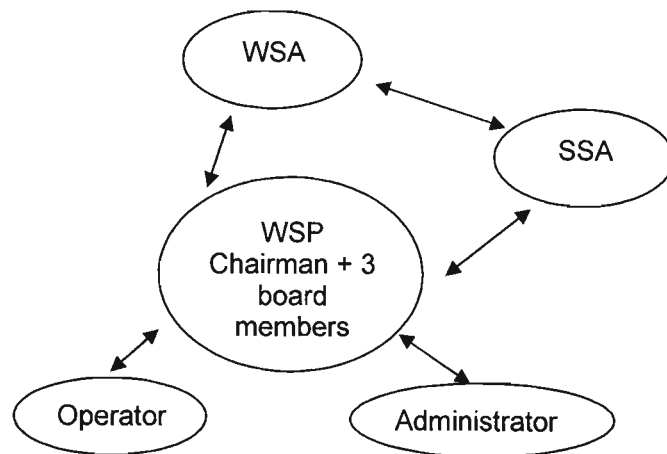 WSA
SSA
WSP
Chairman + 3
board
members
Operator
Administrator